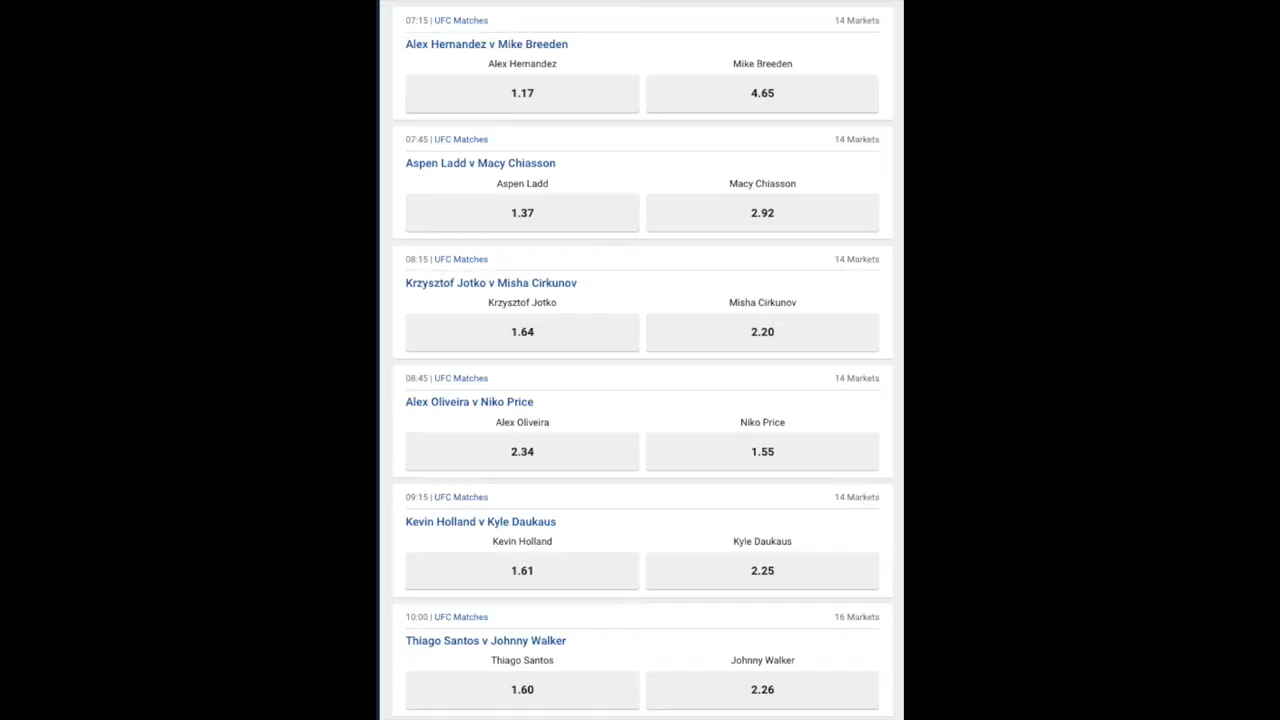 07:15 | UFC Matches 14 Markets
Alex Hernandez v Mike Breeden
Alex Hernandez Mike Breeden
1.17 4.65
07:45 | UFC Matches 14 Markets
Aspen Ladd v Macy Chiasson
Aspen Ladd Macy Chiasson
1.37 2.92
08:15 | UFC Matches 14 Markets
Krzysztof Jotko v Misha Cirkunov
Krzysztof Jotko Misha Cirkunov
1.64 2.20
08:45 | UFC Matches 14 Markets
Alex Oliveira v Niko Price
Alex Oliveira Niko Price
2.34 1.55
09:15 | UFC Matches 14 Markets
Kevin Holland v Kyle Daukaus
Kevin Holland Kyle Daukaus
1.61 2.25
10:00 | UFC Matches 16 Markets
Thiago Santos v Johnny Walker
Thiago Santos Johnny Walker
1.60 2.26